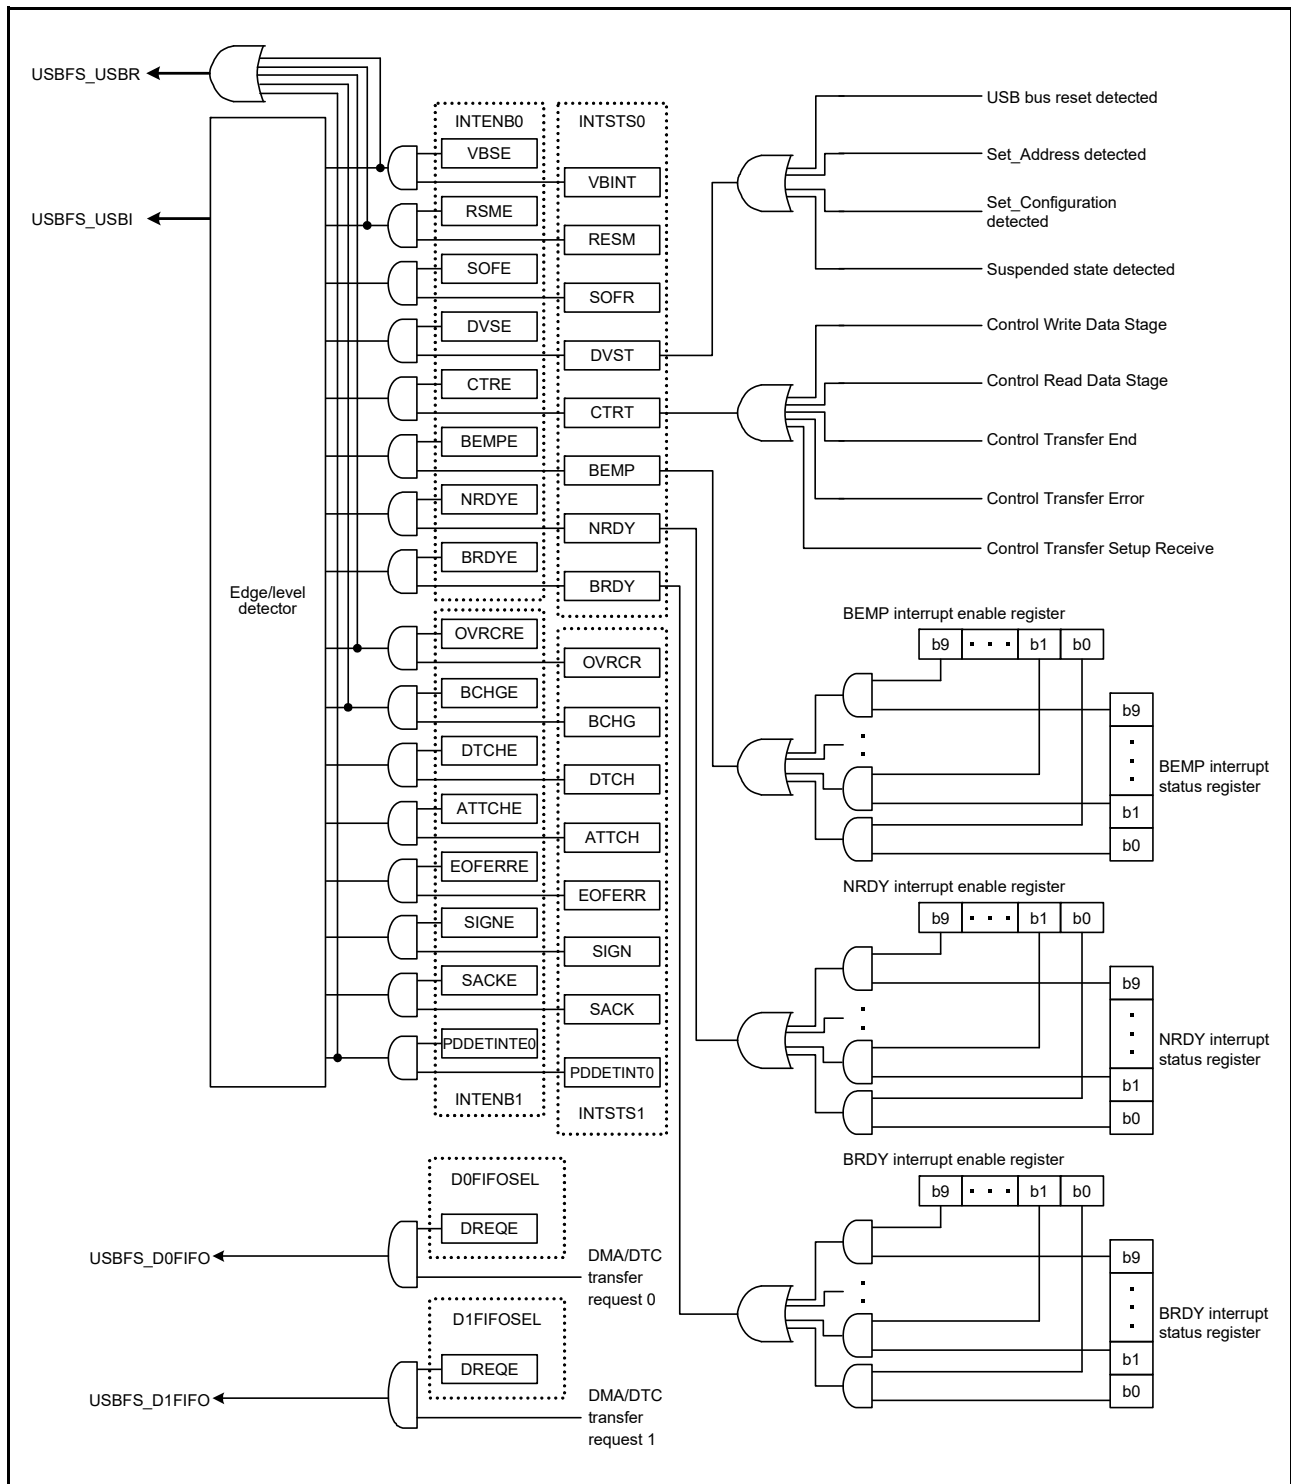 USBFS_USBR
USBFS_USBI
Edge/level
detector
INTENB0
VBSE
RSME
SOFE
DVSE
CTRE
BEMPE
NRDYE
BRDYE
OVRCRE
BCHGE
DTCHE
ATTCHE
EOFERRE
SIGNE
SACKE
PDDETINTE0
INTENB1
INTSTS0
VBINT
RESM
SOFR
DVST
CTRT
BEMP
NRDY
BRDY
OVRCR
BCHG
DTCH
ATTCH
EOFERR
SIGN
SACK
PDDETINT0
INTSTS1
USB bus reset detected
Set_Address detected
Set_Configuration
detected
Suspended state detected
Control Write Data Stage
Control Read Data Stage
Control Transfer End
Control Transfer Error
Control Transfer Setup Receive
BEMP interrupt enable register
b9 b1 b0
b9
b1
b0
BEMP interrupt
status register
NRDY interrupt enable register
b9 b1 b0
b9
b1
b0
NRDY interrupt
status register
BRDY interrupt enable register
b9 b1 b0
b9
b1
b0
BRDY interrupt
status register
D0FIFOSEL
DREQE
USBFS_D0FIFO
DMA/DTC
transfer
request 0
D1FIFOSEL
DREQE
USBFS_D1FIFO
DMA/DTC
transfer
request 1